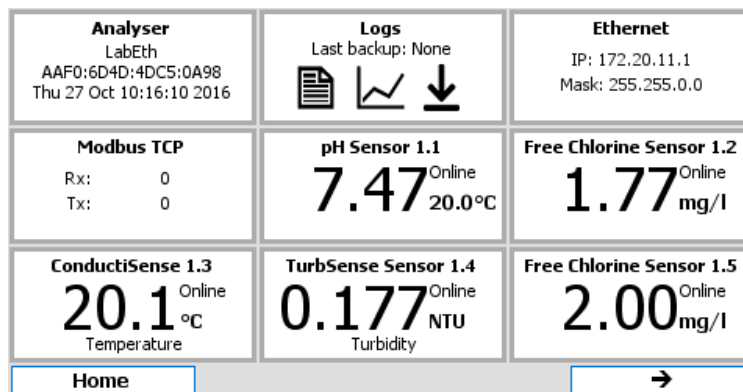 Analyser
LabEth
AAF0:6D4D:4DC5:0A98
Thu 27 Oct 10:16:10 2016
Logs
Last backup: None
Ethernet
IP: 172.20.11.1
Mask: 255.255.0.0
Modbus TCP
Rx: 0
Tx: 0
pH Sensor 1.1
7.47 Online
20.0°C
Free Chlorine Sensor 1.2
1.77 Online
mg/l
ConductiSense 1.3
20.1 Online
°C
Temperature
TurbSense Sensor 1.4
0.177 Online
NTU
Turbidity
Free Chlorine Sensor 1.5
2.00 Online
mg/l
Home
→